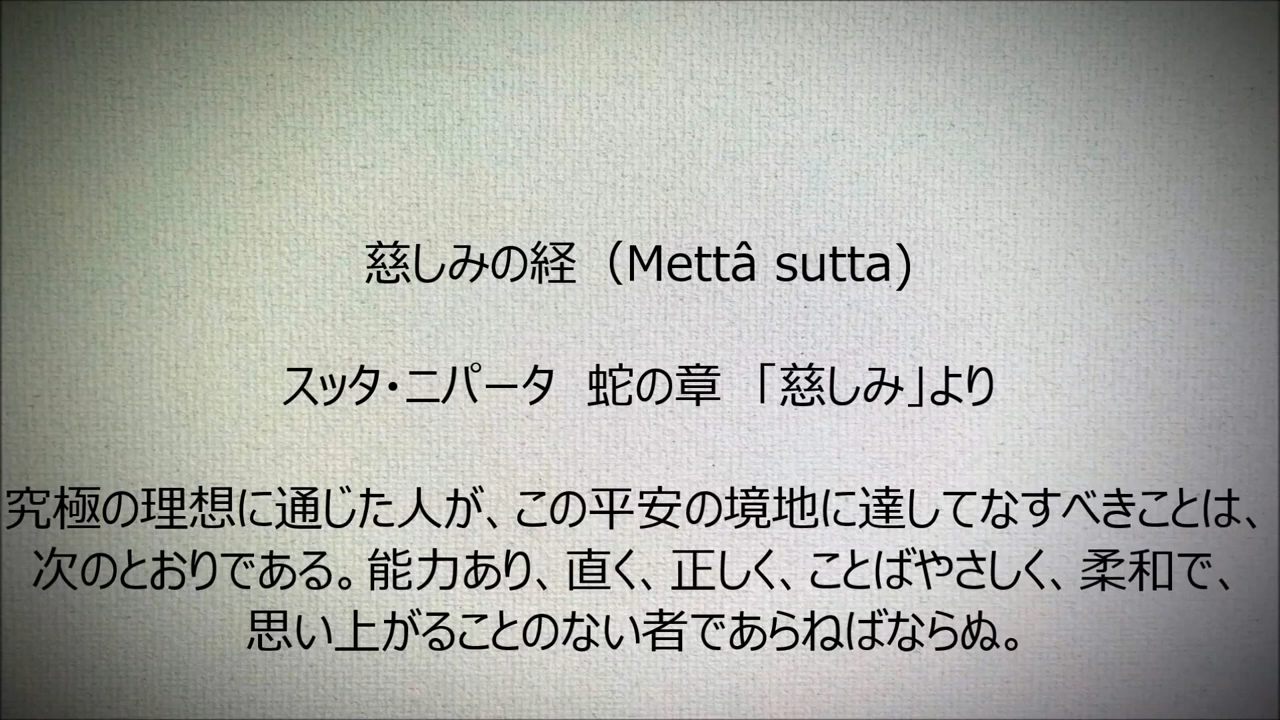 慈しみの経（Mettâ sutta)
スッタ・ニパータ　蛇の章　「慈しみ」より
究極の理想に通じた人が、この平安の境地に達してなすべきことは、
次のとおりである。能力あり、直く、正しく、ことばやさしく、柔和で、
思い上がることのない者であらねばならぬ。